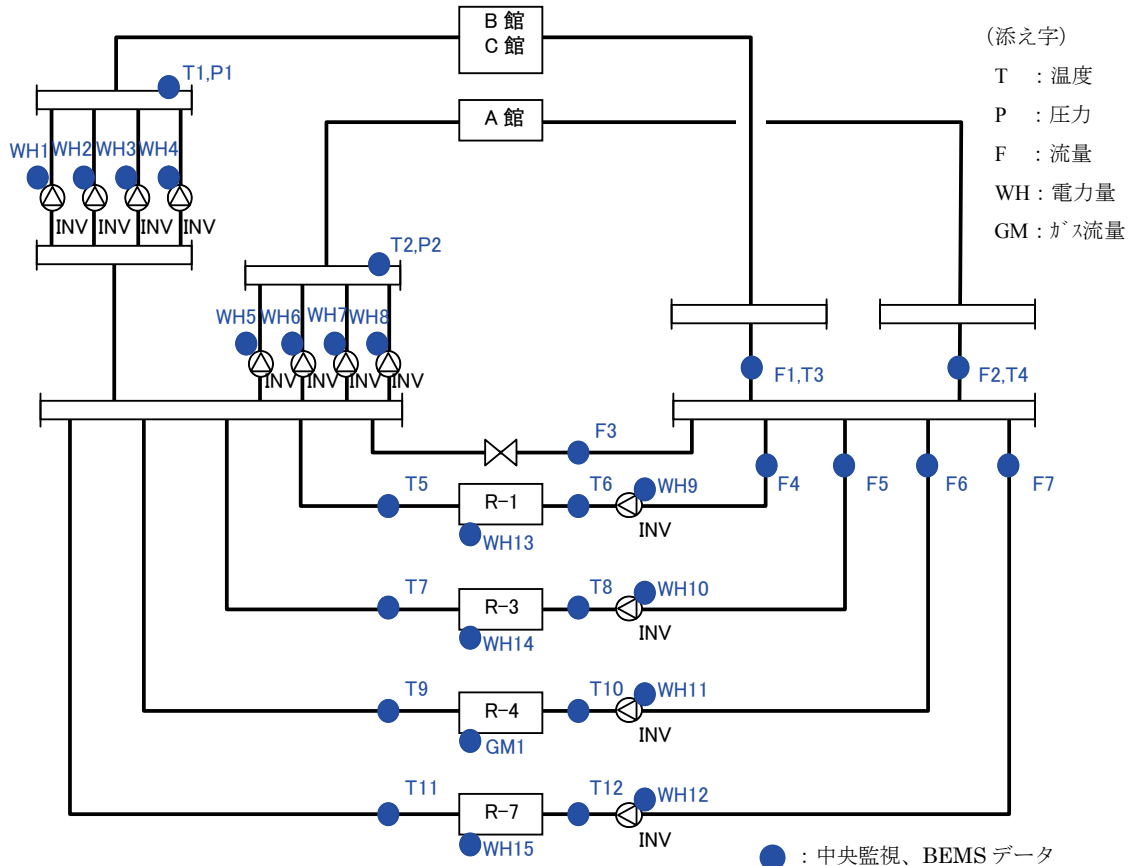 B 館
C 館
(添え字)
T1,P1
T : 温度
P : 圧力
A 館
F : 流量
WH1 WH2 WH3 WH4
WH : 電力量
INV INV INV INV
GM : ガス流量
T2,P2
WH5 WH6 WH7 WH8
INV INV INV INV
F1,T3
F2,T4
F3
T5
R-1
T6
WH9
F4
F5
F6
F7
WH13
INV
T7
R-3
T8
WH10
WH14
INV
T9
R-4
T10
WH11
GM1
INV
T11
R-7
T12
WH12
WH15
INV
: 中央監視、BEMS データ